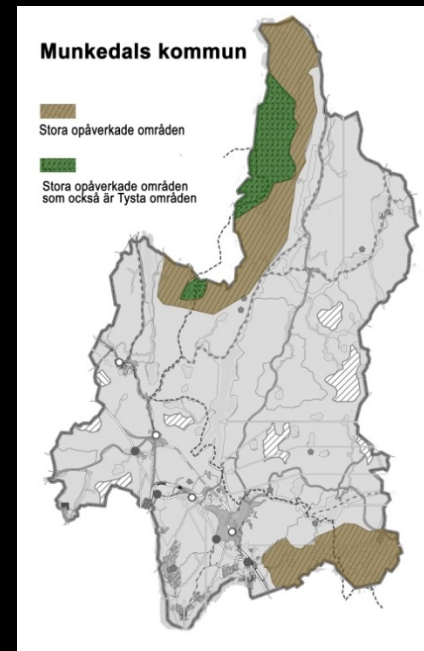 Munkedals kommun
Stora opåverkade områden
Stora opåverkade områden
som också är Tysta områden